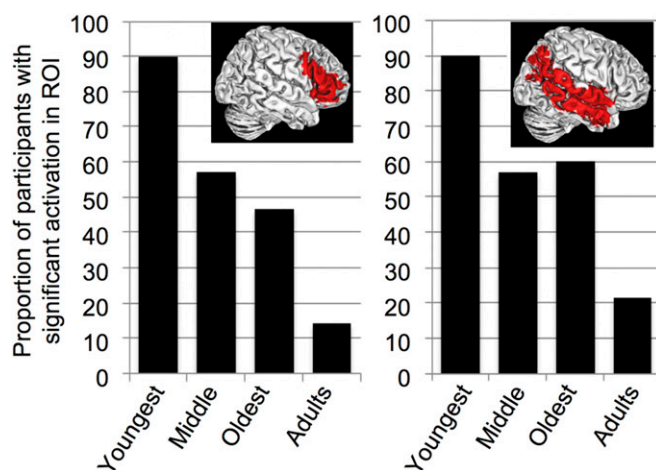 Proportion of participants with
significant activation in ROI
100
90
80
70
60
50
40
30
20
10
0
Youngest
Middle
Oldest
Adults
100
90
80
70
60
50
40
30
20
10
0
Youngest
Middle
Oldest
Adults